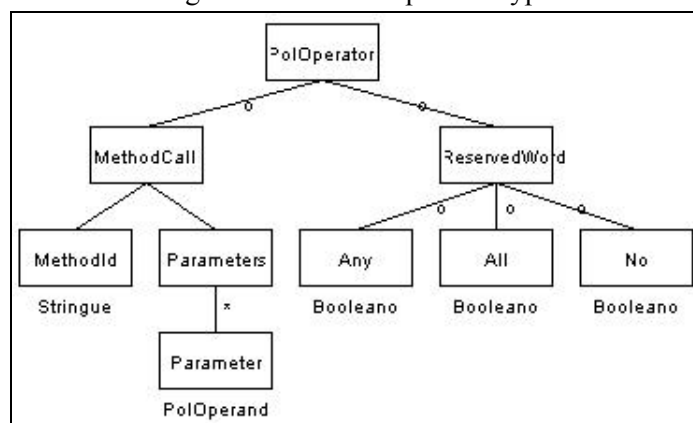 PolOperator
o o
MethodCall ReservedWord
o o o
MethodId Parameters Any All No
Stringue Booleano Booleano Booleano
*
Parameter
PolOperand